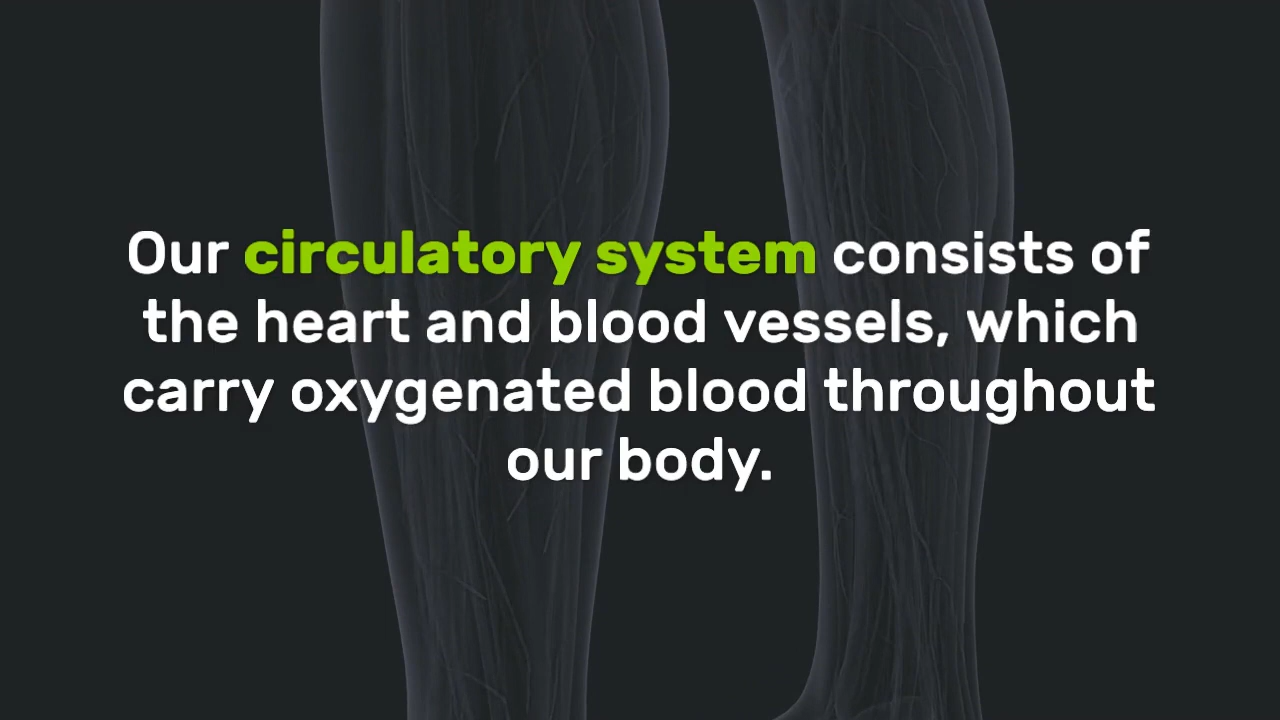 Our circulatory system consists of
the heart and blood vessels, which
carry oxygenated blood throughout
our body.